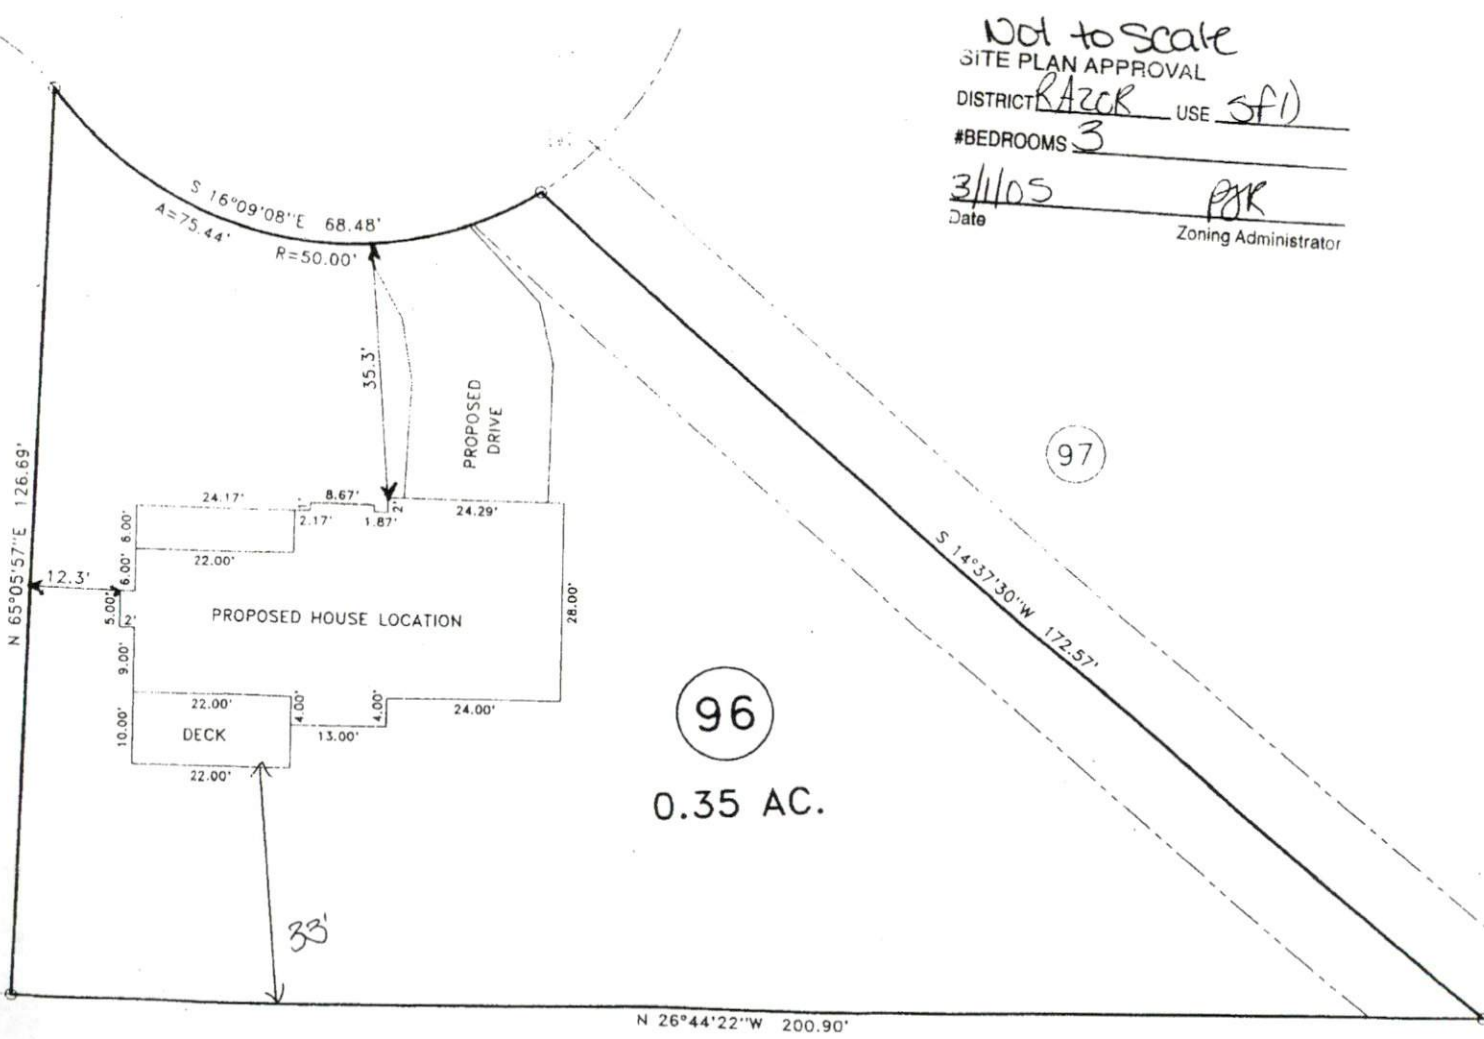 Not to Scale
SITE PLAN APPROVAL
DISTRICT RA20R USE SFD
#BEDROOMS 3
3/1/05 PJR
Date Zoning Administrator
S 16°09'08"E 68.48'
A=75.44' R=50.00'
35.3'
PROPOSED
DRIVE
97
N 65°05'57"E 126.69'
24.17'
1'
8.67'
2.17'
1.87'
2'
24.29'
8.00'
22.00'
6.00'
12.3'
5.00'
2'
PROPOSED HOUSE LOCATION
28.00'
9.00'
22.00'
4.00'
4.00'
24.00'
10.00'
DECK
13.00'
22.00'
S 14°37'30"W 172.57'
96
0.35 AC.
33'
N 26°44'22"W 200.90'